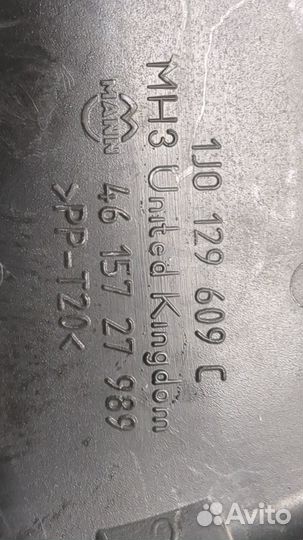 1J0 129 609 C
MH3 United Kingdom
MANN 46 157 27 989
>PP-T20<
Avito